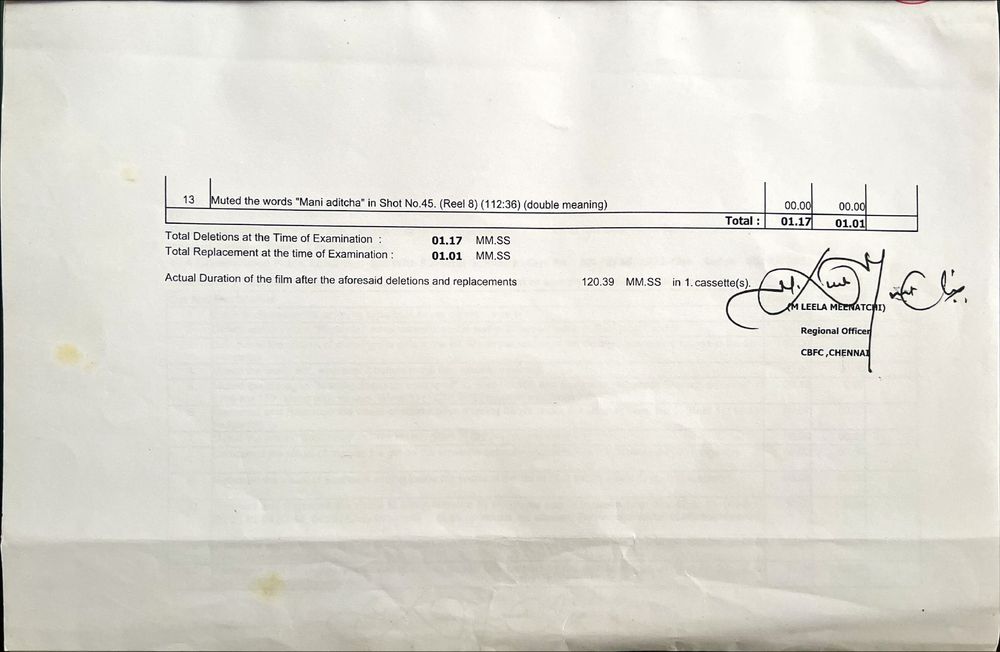 13 Muted the words "Mani aditcha" in Shot No.45. (Reel 8) (112:36) (double meaning) 00.00 00.00
Total : 01.17 01.01
Total Deletions at the Time of Examination : 01.17 MM.SS
Total Replacement at the time of Examination : 01.01 MM.SS
Actual Duration of the film after the aforesaid deletions and replacements 120.39 MM.SS in 1.cassette(s).
(M LEELA MEENATCHI)
Regional Officer
CBFC ,CHENNAI